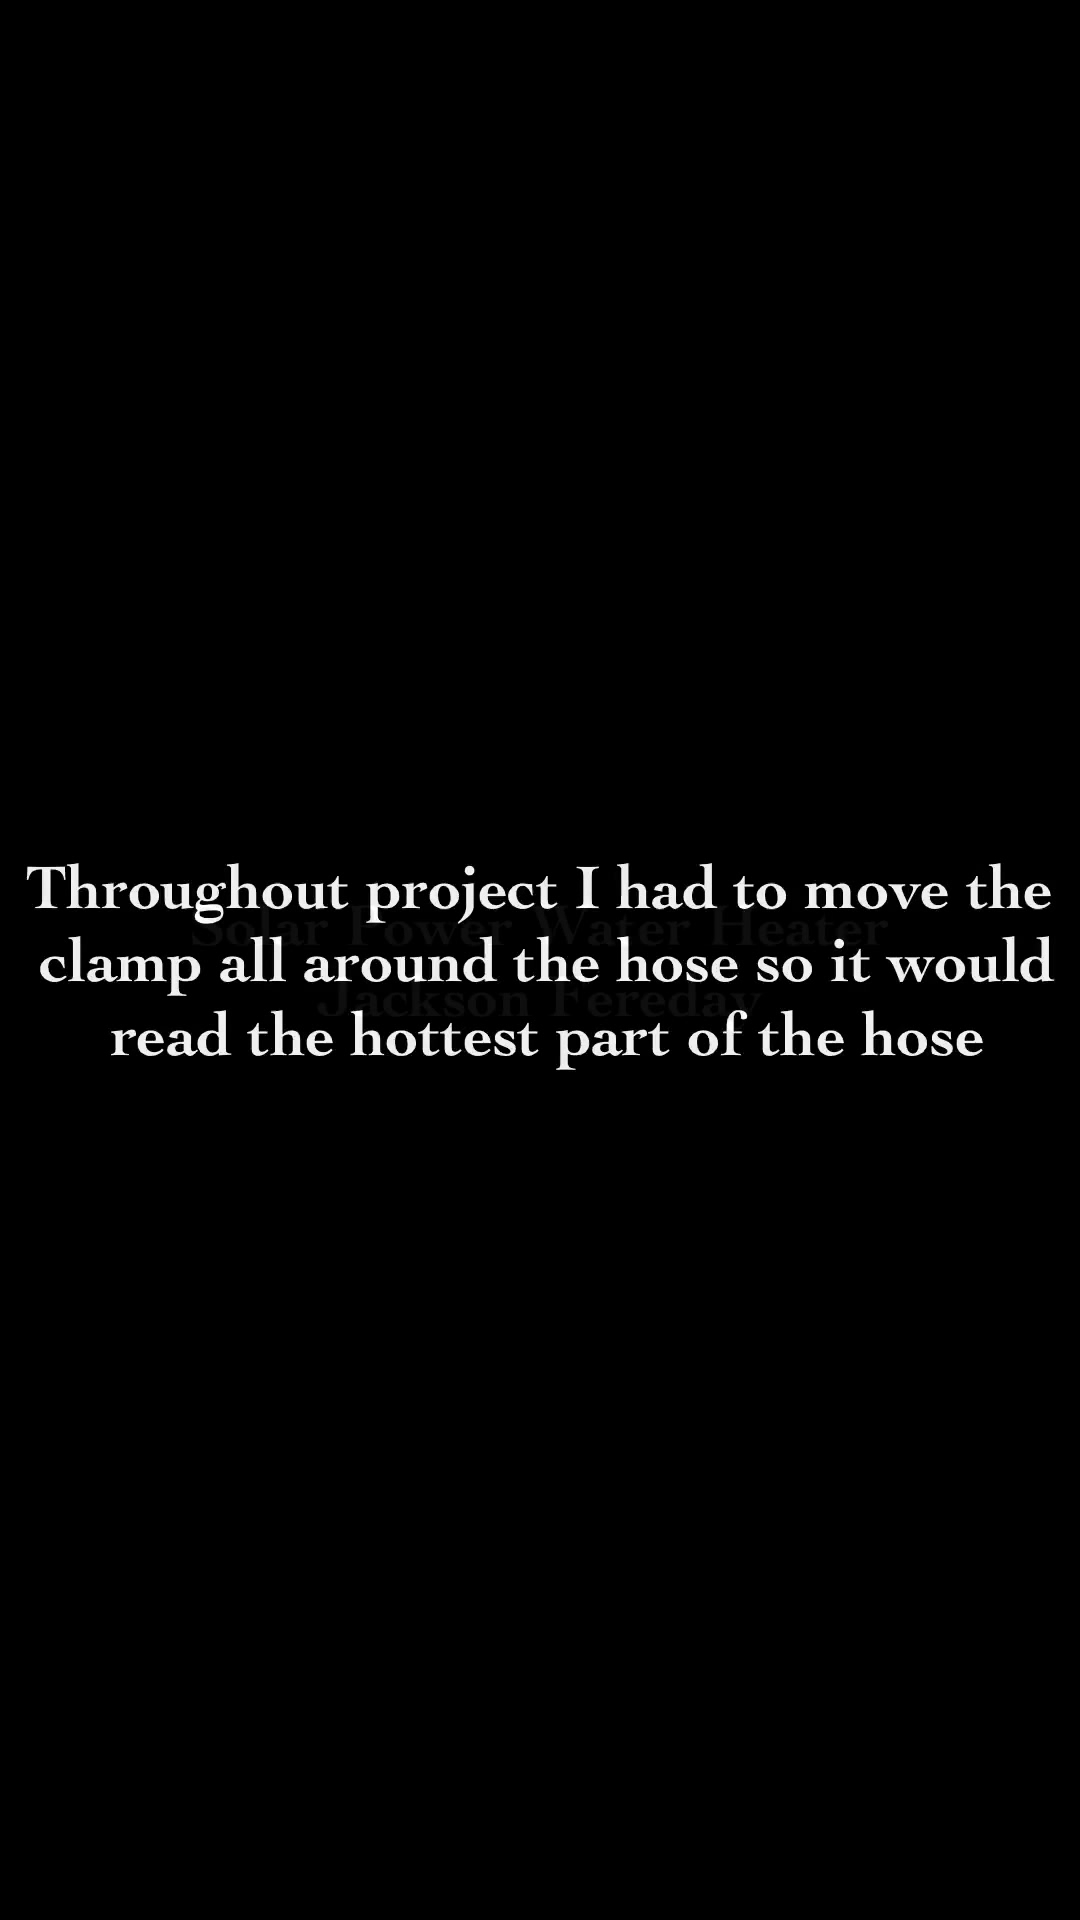 Throughout project I had to move the
clamp all around the hose so it would
read the hottest part of the hose
Solar Power Water Heater
Jackson Fereday